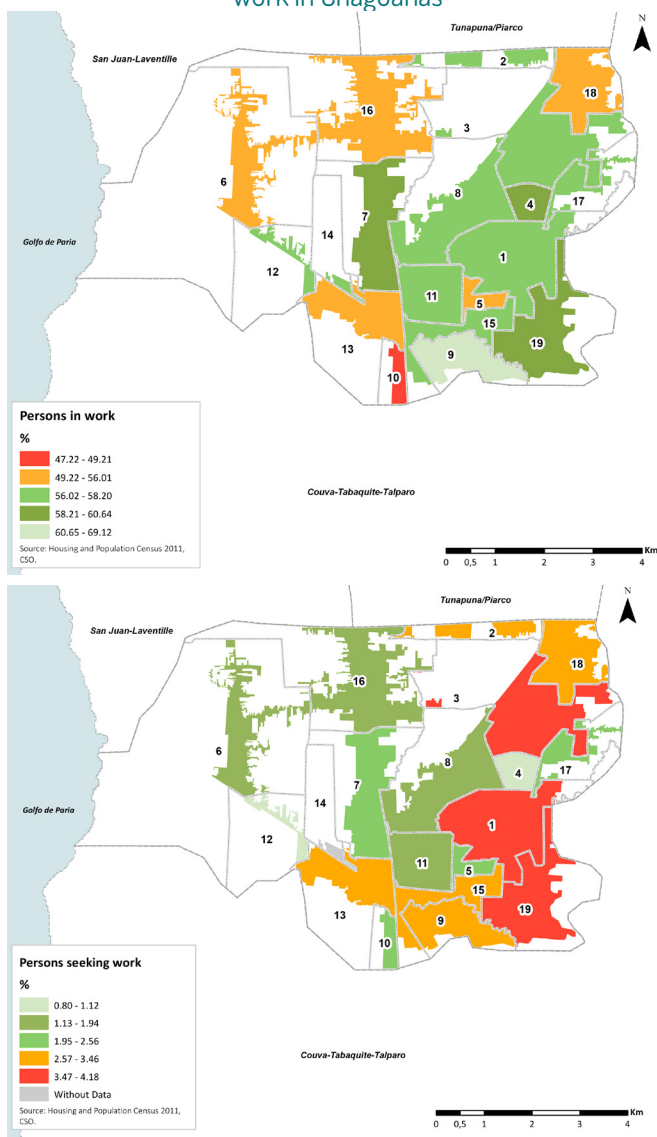 work in Chaguanas
Tunapuna/Piarco
N
San Juan-Laventille
2
18
16
3
6
8
4
17
7
14
Golfo de Paria
1
12
11
5
15
19
13
9
10
Persons in work
%
47.22 - 49.21
49.22 - 56.01
56.02 - 58.20
58.21 - 60.64
60.65 - 69.12
Source: Housing and Population Census 2011,
CSO.
Couva-Tabaquite-Talparo
Km
0 0,5 1 2 3 4
Tunapuna/Piarco
N
San Juan-Laventille
2
18
16
3
6
8
4
17
7
14
Golfo de Paria
1
12
11
5
15
19
13
9
10
Persons seeking work
%
0.80 - 1.12
1.13 - 1.94
1.95 - 2.56
2.57 - 3.46
3.47 - 4.18
Without Data
Source: Housing and Population Census 2011,
CSO.
Couva-Tabaquite-Talparo
Km
0 0,5 1 2 3 4